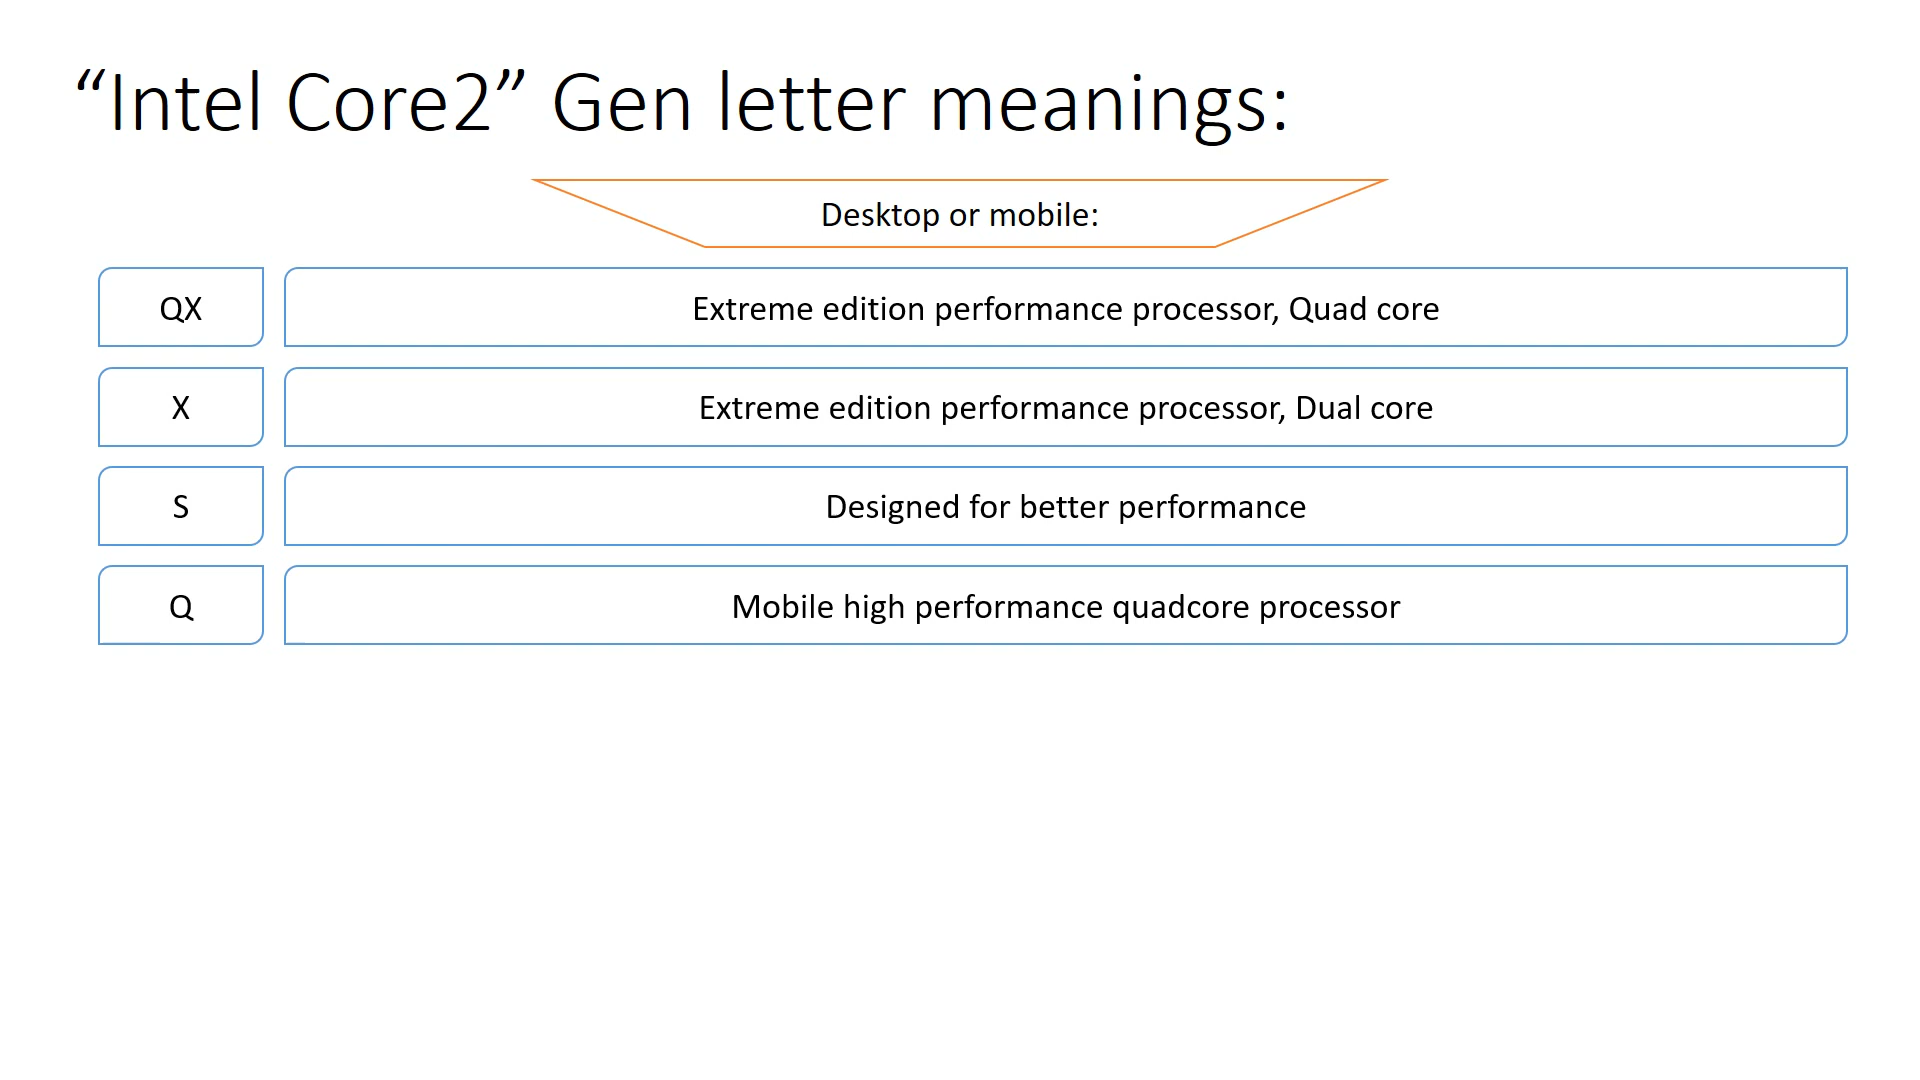 “Intel Core2” Gen letter meanings:
Desktop or mobile:
QX
Extreme edition performance processor, Quad core
X
Extreme edition performance processor, Dual core
S
Designed for better performance
Q
Mobile high performance quadcore processor